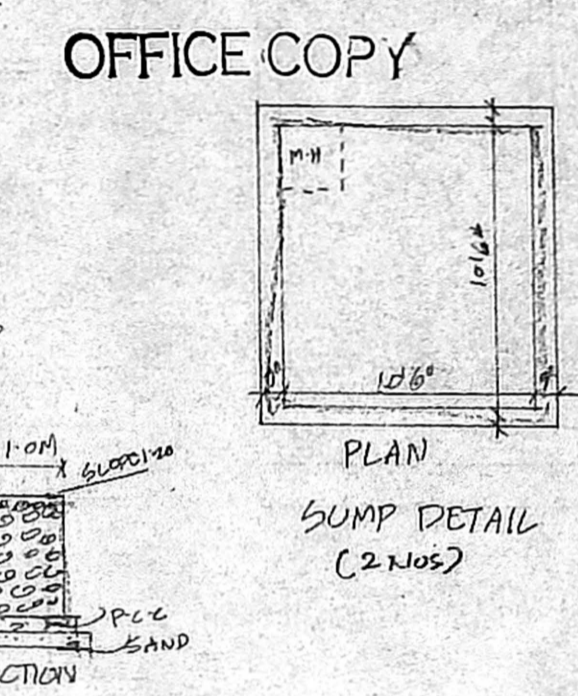 OFFICE COPY
M·H
10'6"
10'6"
9"
9"
PLAN
SUMP DETAIL
(2 NOS)
1·0M
SLOPE 1·20
P·C·C
SAND
CTION